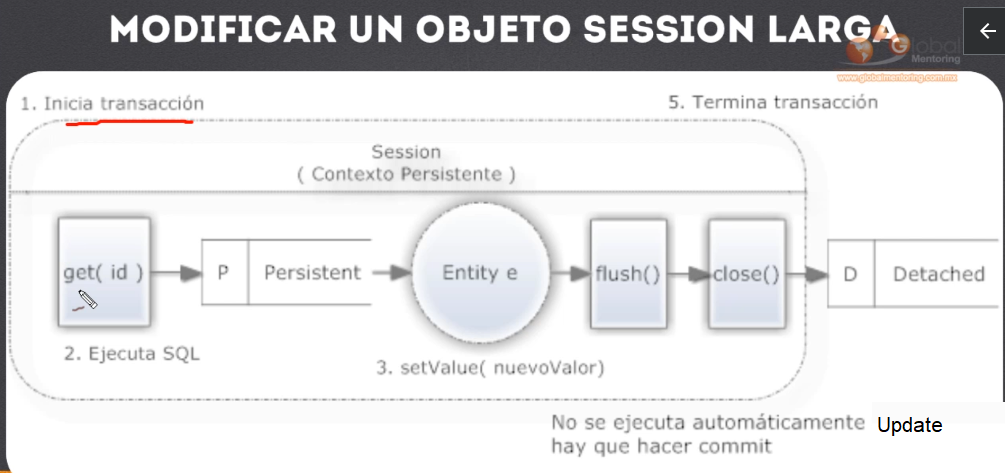 MODIFICAR UN OBJETO SESSION LARGA
Global
Mentoring
www.globalmentoring.com.mx
1. Inicia transacción
5. Termina transacción
Session
( Contexto Persistente )
get( id )
P
Persistent
Entity e
flush()
close()
D
Detached
2. Ejecuta SQL
3. setValue( nuevoValor)
No se ejecuta automáticamente Update
hay que hacer commit